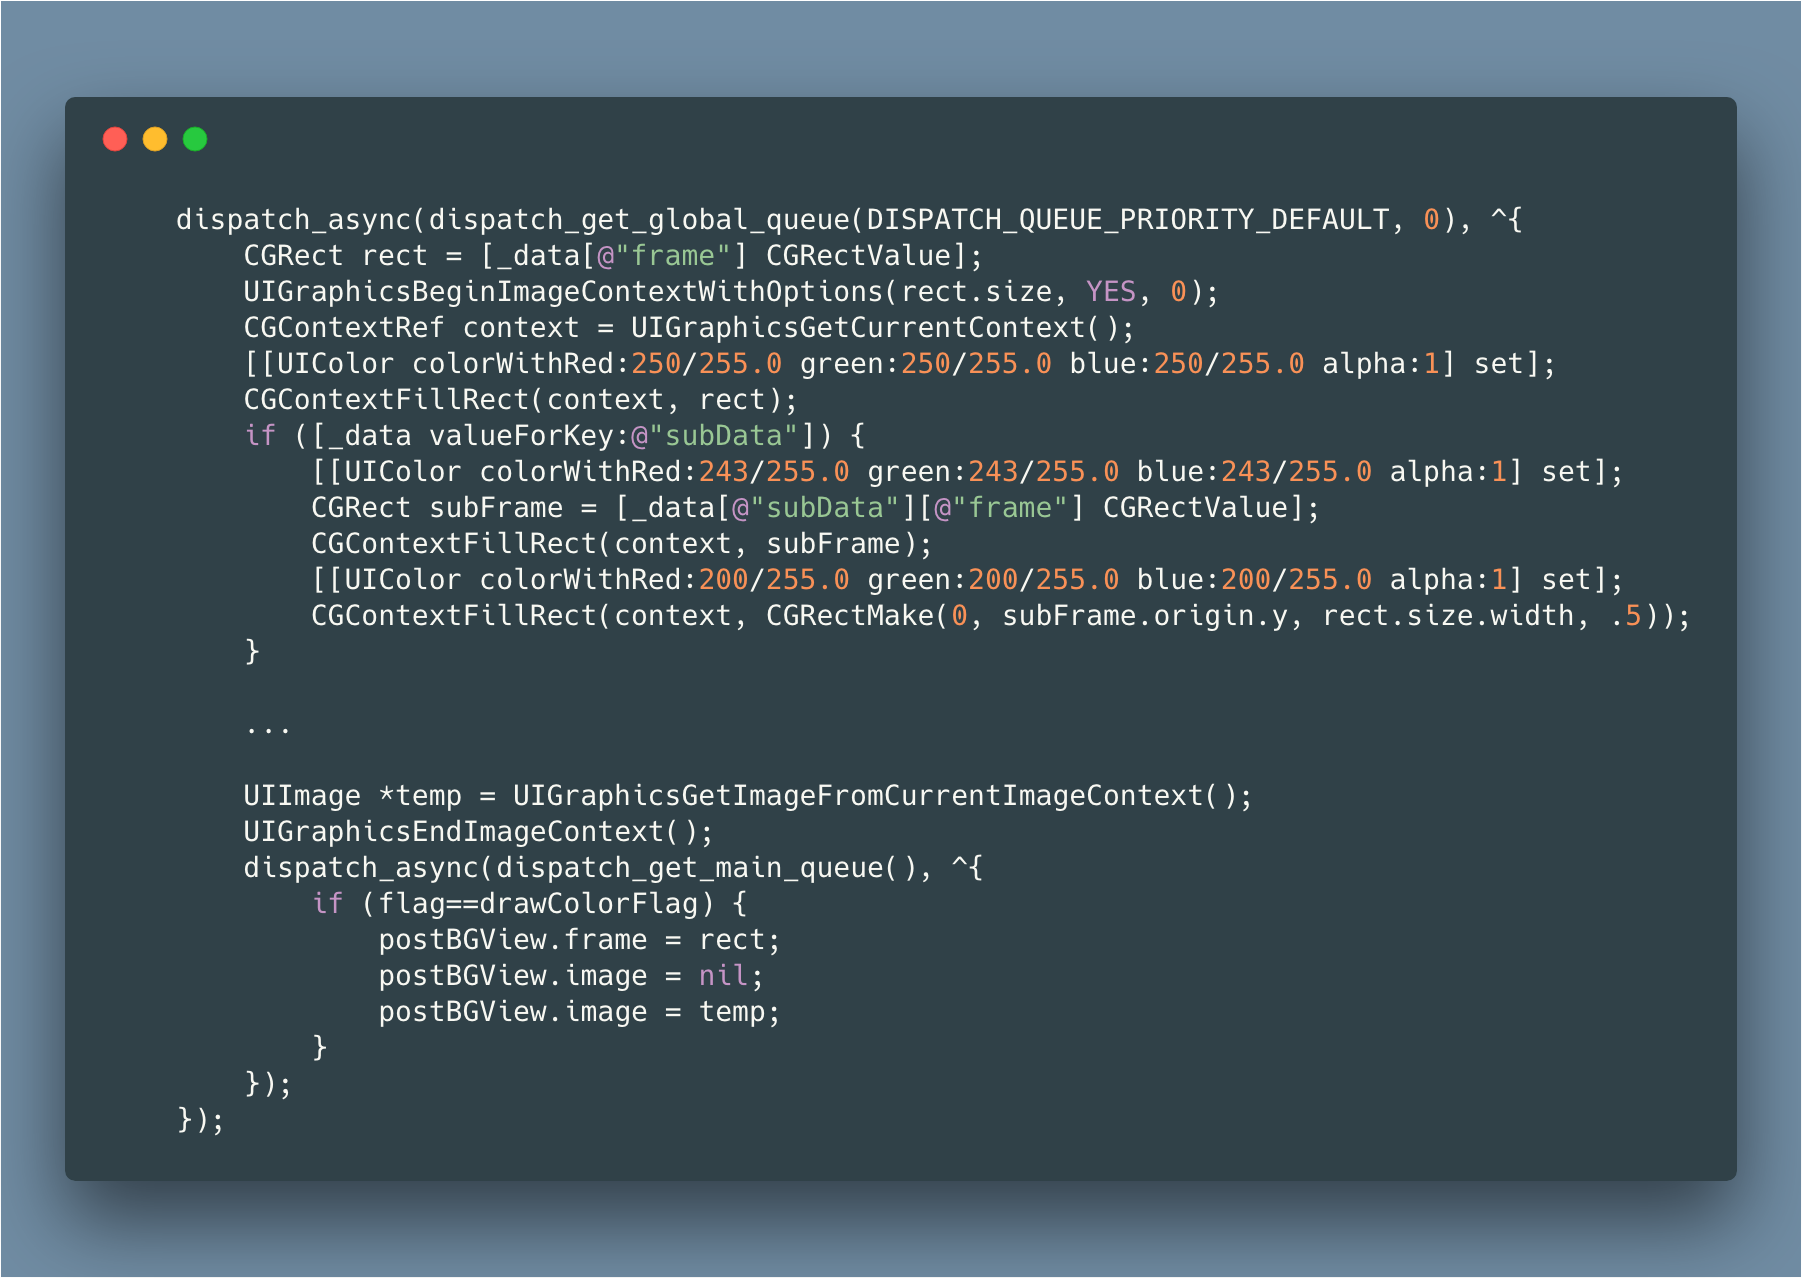 dispatch_async(dispatch_get_global_queue(DISPATCH_QUEUE_PRIORITY_DEFAULT, 0), ^{
    CGRect rect = [_data[@"frame"] CGRectValue];
    UIGraphicsBeginImageContextWithOptions(rect.size, YES, 0);
    CGContextRef context = UIGraphicsGetCurrentContext();
    [[UIColor colorWithRed:250/255.0 green:250/255.0 blue:250/255.0 alpha:1] set];
    CGContextFillRect(context, rect);
    if ([_data valueForKey:@"subData"]) {
        [[UIColor colorWithRed:243/255.0 green:243/255.0 blue:243/255.0 alpha:1] set];
        CGRect subFrame = [_data[@"subData"][@"frame"] CGRectValue];
        CGContextFillRect(context, subFrame);
        [[UIColor colorWithRed:200/255.0 green:200/255.0 blue:200/255.0 alpha:1] set];
        CGContextFillRect(context, CGRectMake(0, subFrame.origin.y, rect.size.width, .5));
    }

    ...

    UIImage *temp = UIGraphicsGetImageFromCurrentImageContext();
    UIGraphicsEndImageContext();
    dispatch_async(dispatch_get_main_queue(), ^{
        if (flag==drawColorFlag) {
            postBGView.frame = rect;
            postBGView.image = nil;
            postBGView.image = temp;
        }
    });
});